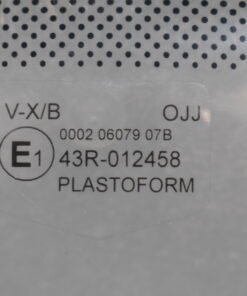 V-X/B OJJ
0002 06079 07B
E1 43R-012458
PLASTOFORM